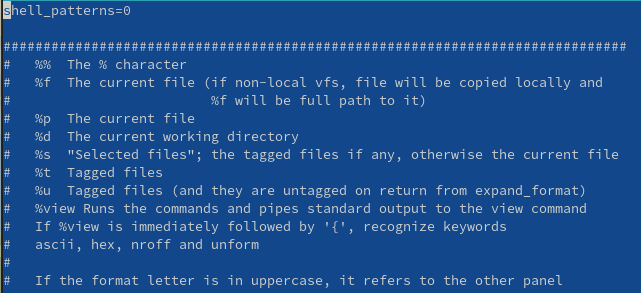 shell_patterns=0
###############################################################################
#   %%  The % character
#   %f  The current file (if non-local vfs, file will be copied locally and
#                         %f will be full path to it)
#   %p  The current file
#   %d  The current working directory
#   %s  "Selected files"; the tagged files if any, otherwise the current file
#   %t  Tagged files
#   %u  Tagged files (and they are untagged on return from expand_format)
#   %view Runs the commands and pipes standard output to the view command
#   If %view is immediately followed by '{', recognize keywords
#   ascii, hex, nroff and unform
#
#   If the format letter is in uppercase, it refers to the other panel